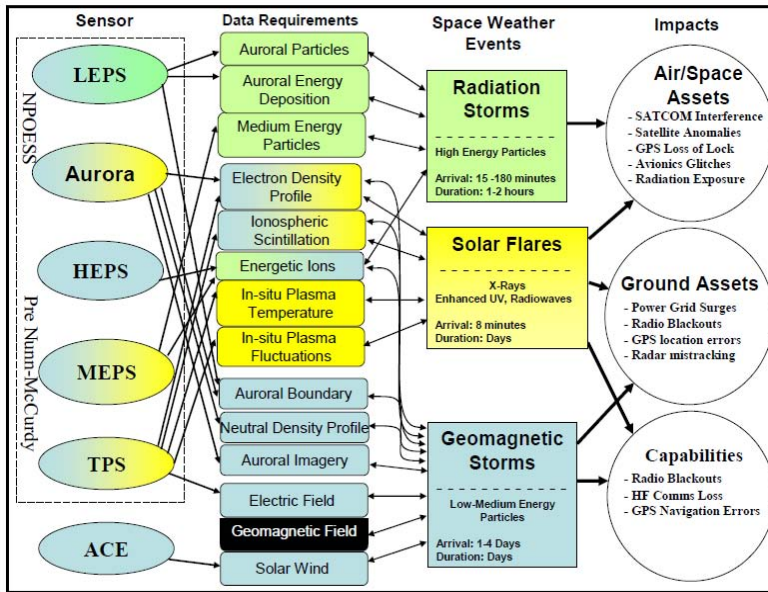 Sensor
Data Requirements
Space Weather
Events
Impacts
NPOESS
Pre Nunn-McCurdy
LEPS
Aurora
HEPS
MEPS
TPS
ACE
Auroral Particles
Auroral Energy
Deposition
Medium Energy
Particles
Electron Density
Profile
Ionospheric
Scintillation
Energetic Ions
In-situ Plasma
Temperature
In-situ Plasma
Fluctuations
Auroral Boundary
Neutral Density Profile
Auroral Imagery
Electric Field
Geomagnetic Field
Solar Wind
Radiation
Storms
- - - - - - - - - - - - - -
High Energy Particles
Arrival: 15 -180 minutes
Duration: 1-2 hours
Solar Flares
- - - - - - - - - - - - - -
X-Rays
Enhanced UV, Radiowaves
Arrival: 8 minutes
Duration: Days
Geomagnetic
Storms
- - - - - - - - - - - - - -
Low-Medium Energy
Particles
Arrival: 1-4 Days
Duration: Days
Air/Space
Assets
- SATCOM Interference
- Satellite Anomalies
- GPS Loss of Lock
- Avionics Glitches
- Radiation Exposure
Ground Assets
- Power Grid Surges
- Radio Blackouts
- GPS location errors
- Radar mistracking
Capabilities
- Radio Blackouts
- HF Comms Loss
- GPS Navigation Errors